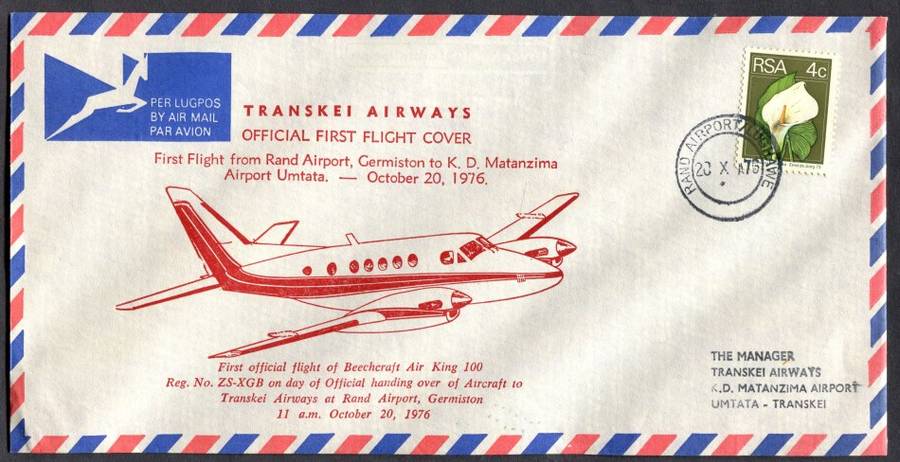 PER LUGPOS
BY AIR MAIL
PAR AVION
TRANSKEI AIRWAYS
OFFICIAL FIRST FLIGHT COVER
First Flight from Rand Airport, Germiston to K. D. Matanzima
Airport Umtata. — October 20, 1976.
RSA 4c
RAND AIRPORT/LUGHAWE
20 X 76
First official flight of Beechcraft Air King 100
Reg. No. ZS-XGB on day of Official handing over of Aircraft to
Transkei Airways at Rand Airport, Germiston
11 a.m. October 20, 1976
THE MANAGER
TRANSKEI AIRWAYS
K.D. MATANZIMA AIRPORT
UMTATA - TRANSKEI